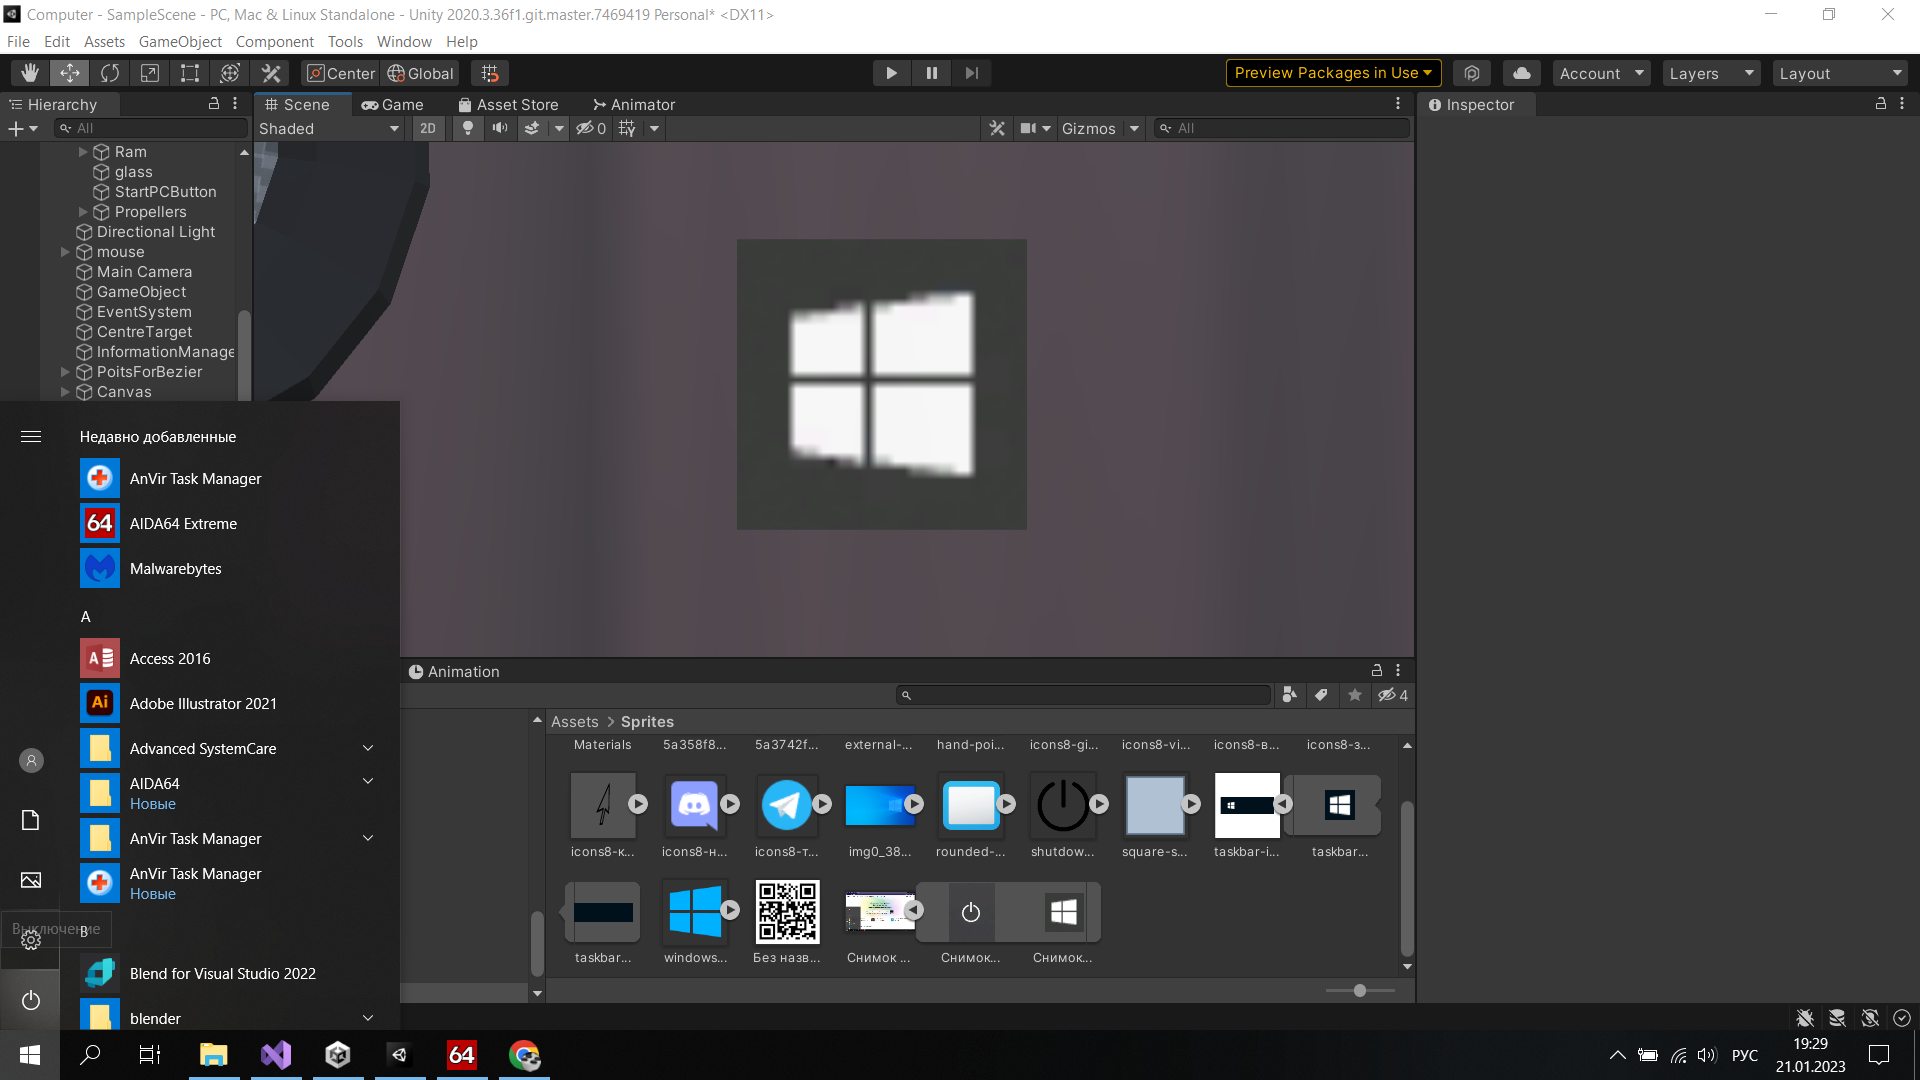 Computer - SampleScene - PC, Mac & Linux Standalone - Unity 2020.3.36f1.git.master.7469419 Personal* <DX11>
File Edit Assets GameObject Component Tools Window Help
Center Global
Preview Packages in Use
Account Layers Layout
Hierarchy
Scene Game Asset Store Animator
Inspector
All
Shaded 2D 0 Gizmos All
Ram
glass
StartPCButton
Propellers
Directional Light
mouse
Main Camera
GameObject
EventSystem
CentreTarget
InformationManage
PoitsForBezier
Canvas
Недавно добавленные
AnVir Task Manager
64 AIDA64 Extreme
Malwarebytes
A
A Access 2016
Ai Adobe Illustrator 2021
Advanced SystemCare
AIDA64
Новые
AnVir Task Manager
AnVir Task Manager
Новые
Выключение
B
Blend for Visual Studio 2022
blender
Animation
4
Assets > Sprites
Materials 5a358f8... 5a3742f... external-... hand-poi... icons8-gi... icons8-vi... icons8-в... icons8-з...
icons8-к... icons8-н... icons8-т... img0_38... rounded-... shutdow... square-s... taskbar-i... taskbar...
taskbar... windows... Без назв... Снимок ... Снимок... Снимок...
64
РУС
19:29
21.01.2023